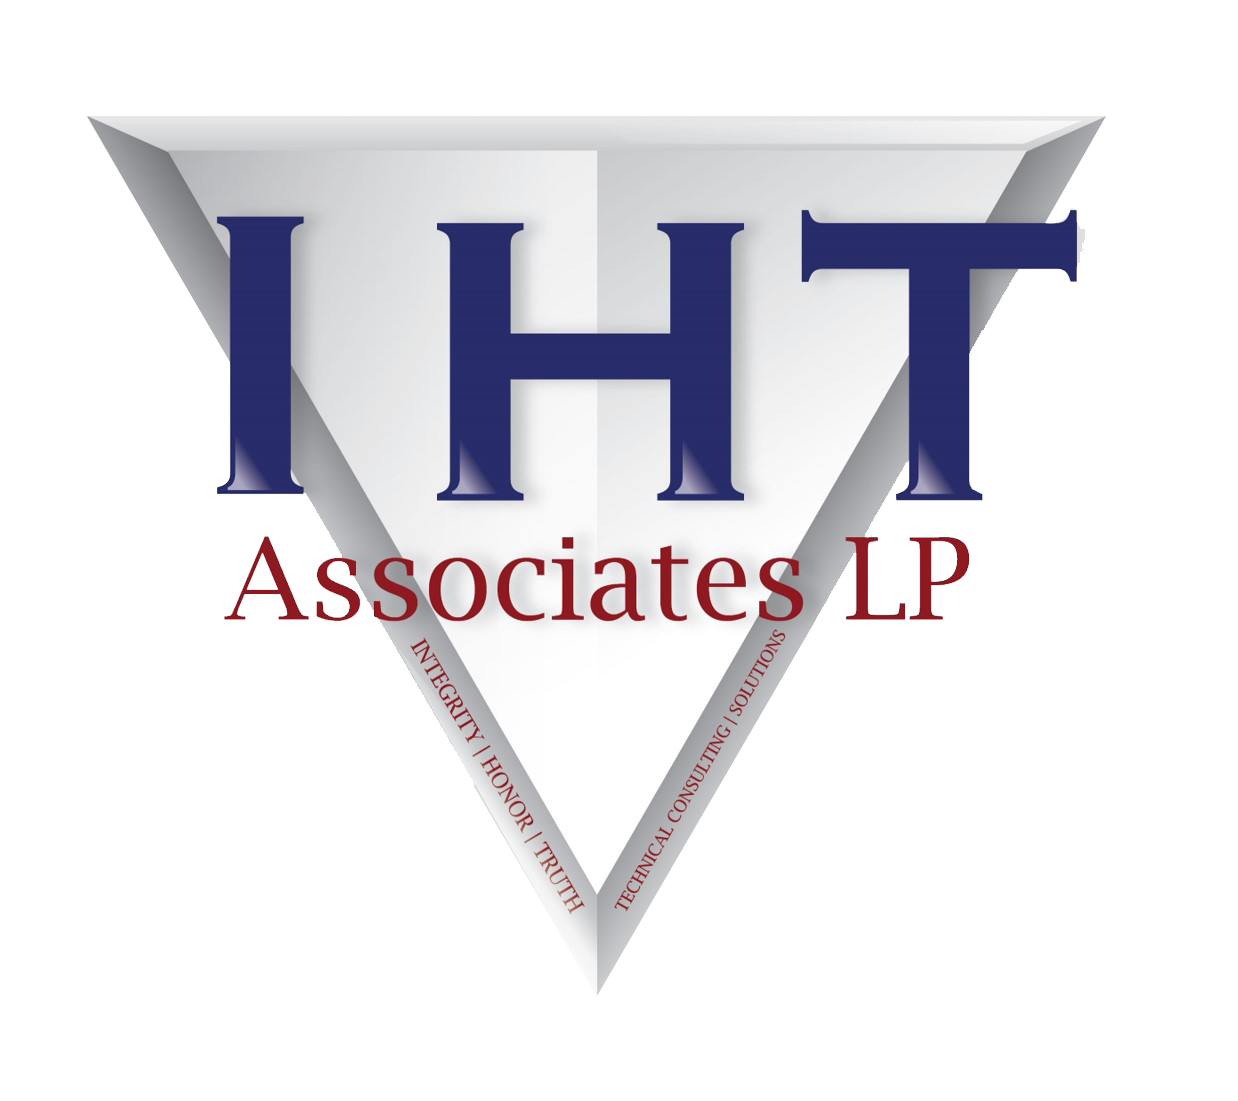 IHT
Associates LP
INTEGRITY | HONOR | TRUTH
TECHNICAL CONSULTING | SOLUTIONS